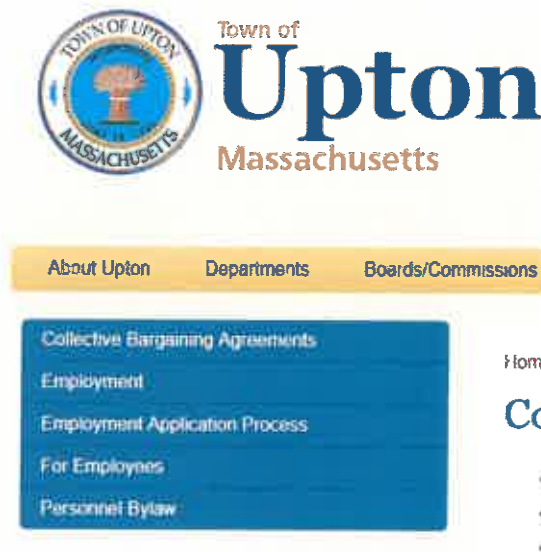 TOWN OF UPTON
MASSACHUSETTS
Town of
Upton
Massachusetts
About Upton Departments Boards/Commissions
Collective Bargaining Agreements
Employment
Employment Application Process
For Employees
Personnel Bylaw
Hom
Co